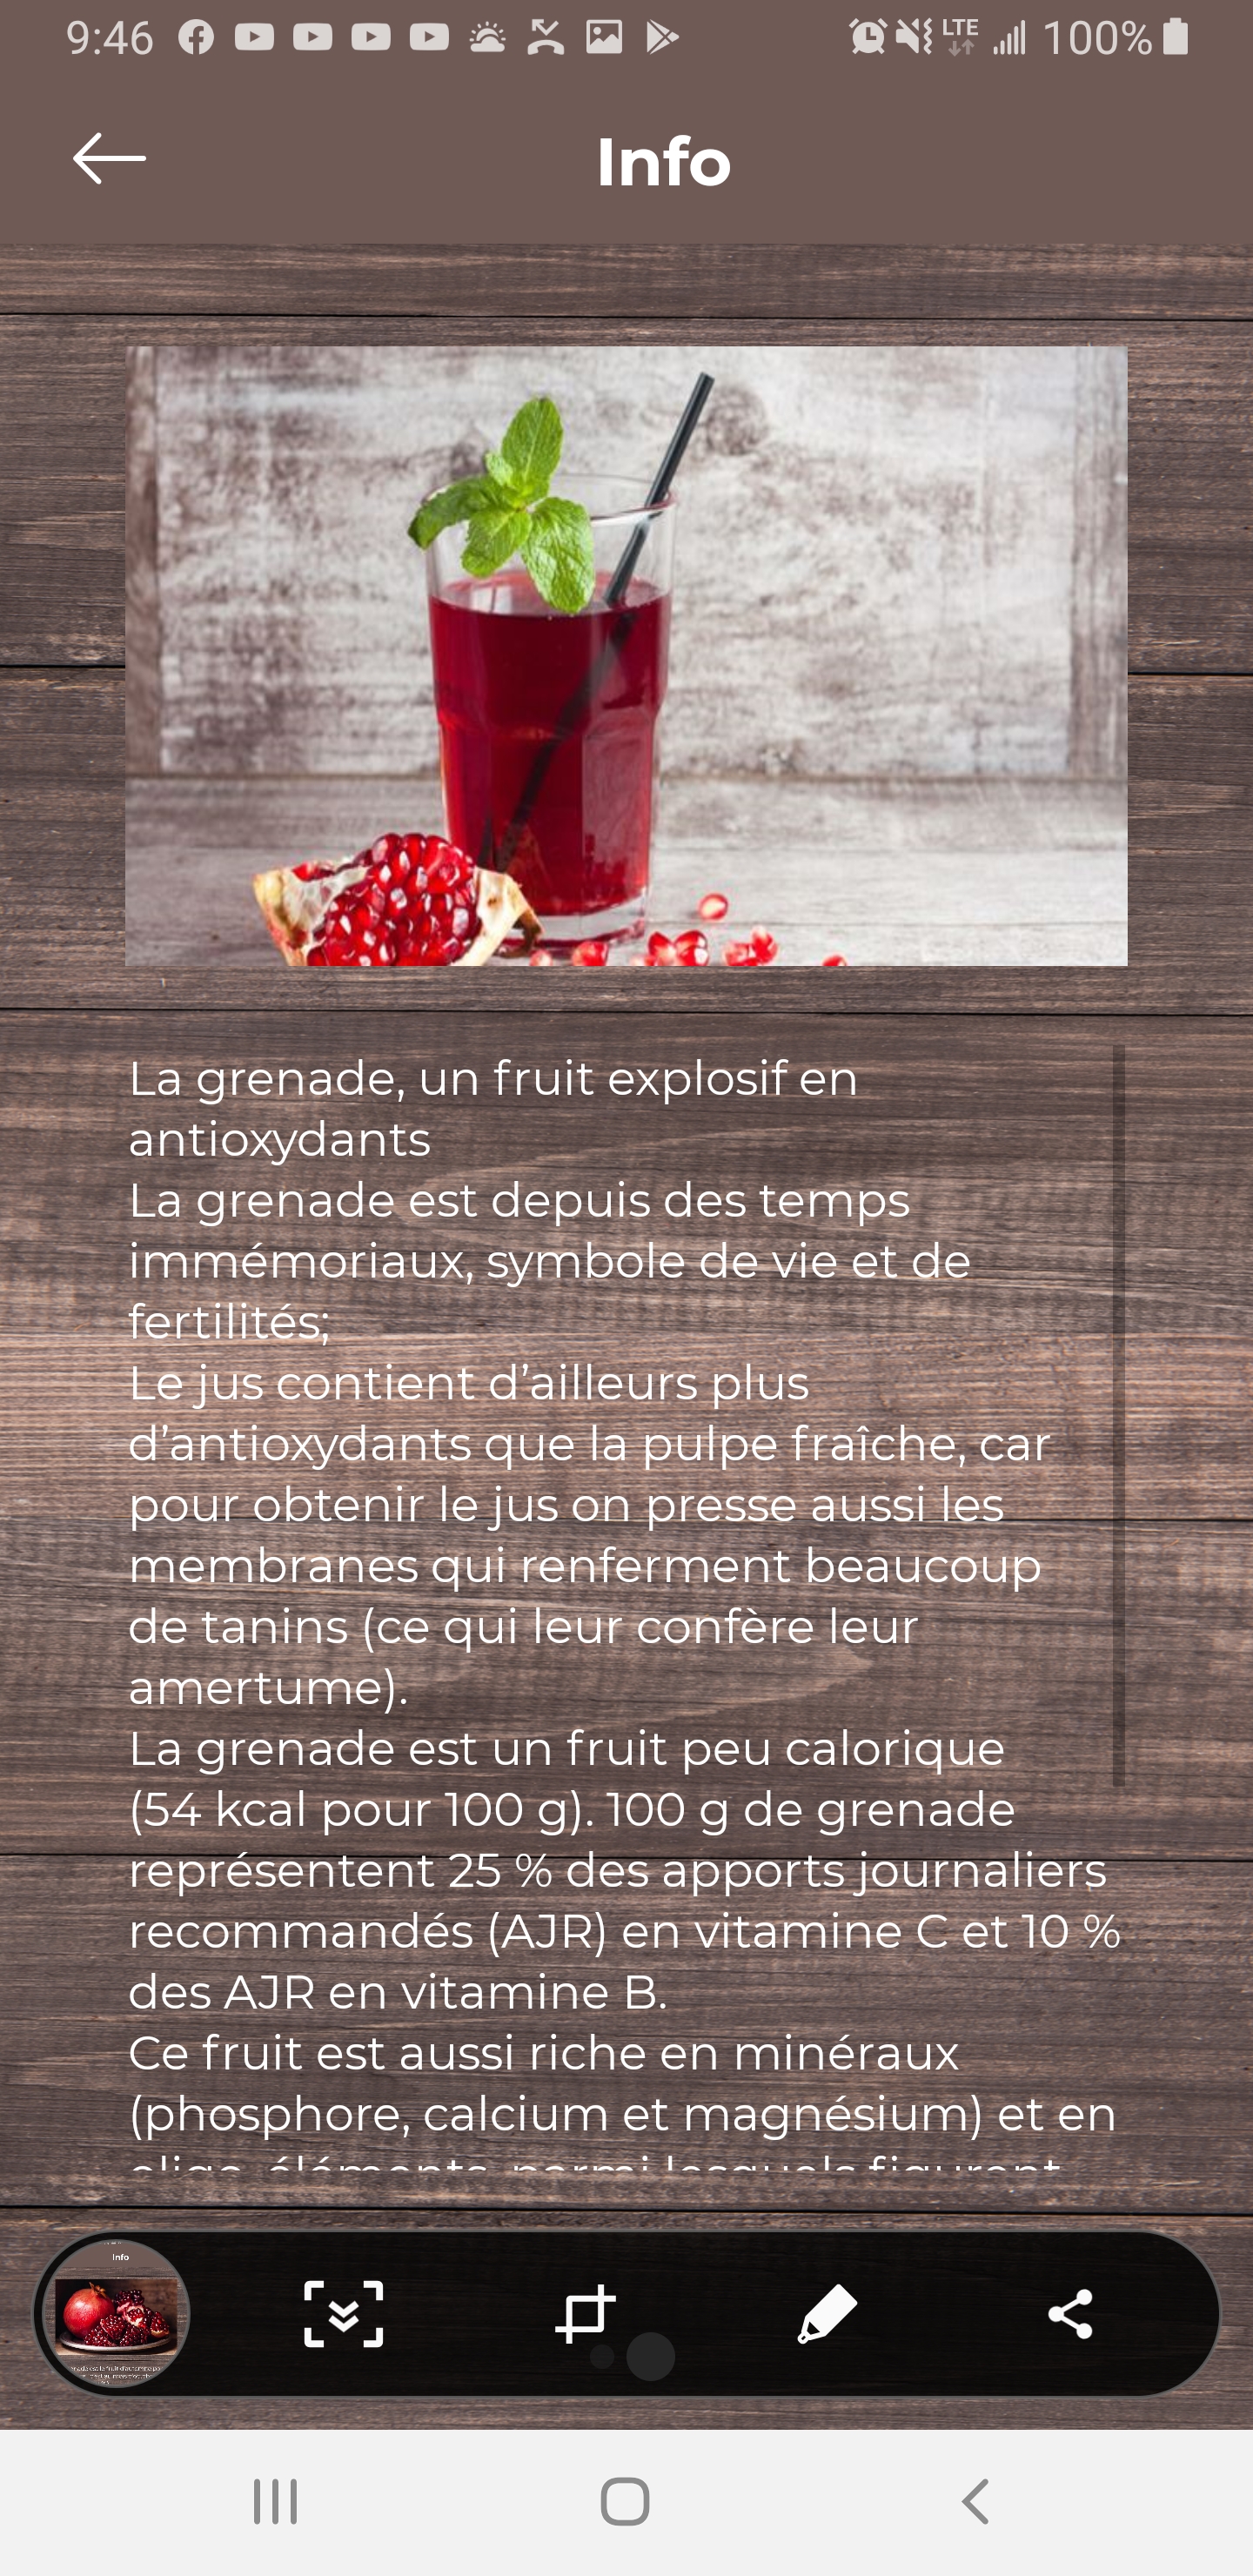 9:46
LTE
100%
Info
La grenade, un fruit explosif en
antioxydants
La grenade est depuis des temps
immémoriaux, symbole de vie et de
fertilités;
Le jus contient d’ailleurs plus
d’antioxydants que la pulpe fraîche, car
pour obtenir le jus on presse aussi les
membranes qui renferment beaucoup
de tanins (ce qui leur confère leur
amertume).
La grenade est un fruit peu calorique
(54 kcal pour 100 g). 100 g de grenade
représentent 25 % des apports journaliers
recommandés (AJR) en vitamine C et 10 %
des AJR en vitamine B.
Ce fruit est aussi riche en minéraux
(phosphore, calcium et magnésium) et en
oligo-éléments, parmi lesquels figurent
Info